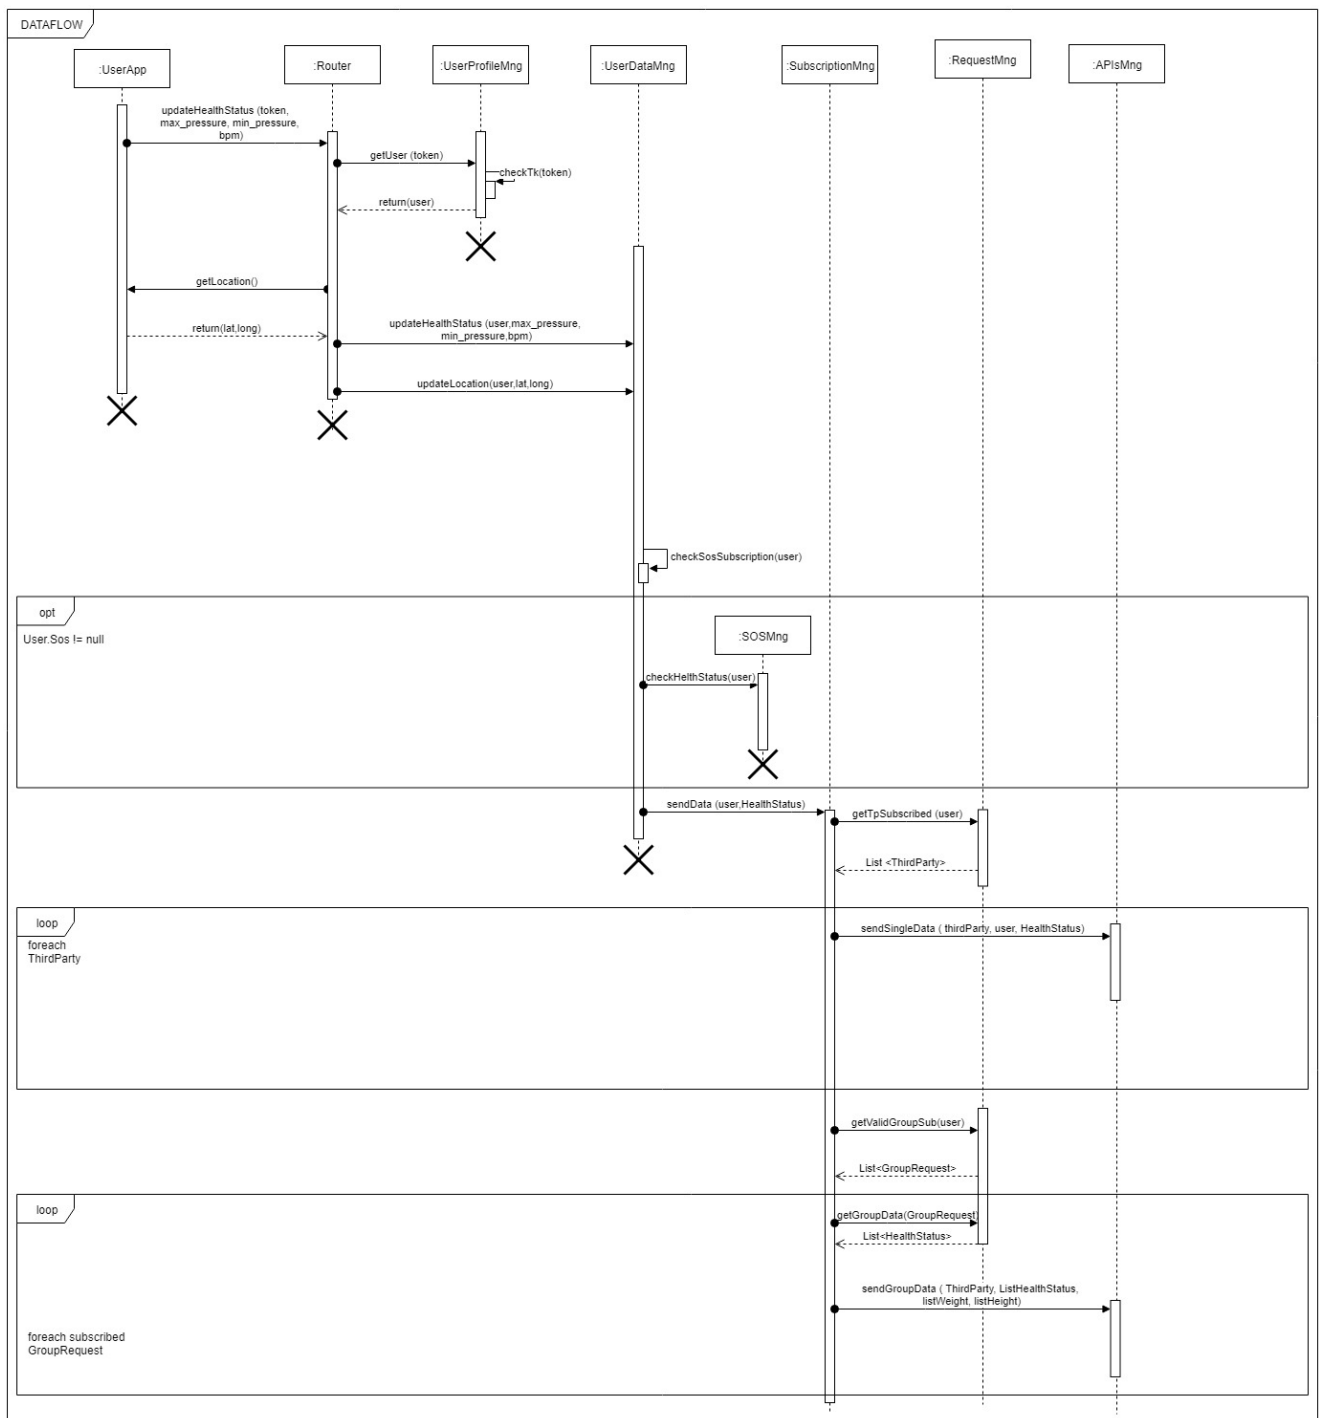 DATAFLOW
:UserApp
:Router
:UserProfileMng
:UserDataMng
:SubscriptionMng
:RequestMng
:APIsMng
updateHealthStatus (token,
max_pressure, min_pressure,
bpm)
getUser (token)
checkTk(token)
return(user)
getLocation()
return(lat,long)
updateHealthStatus (user,max_pressure,
min_pressure,bpm)
updateLocation(user,lat,long)
checkSosSubscription(user)
opt
User.Sos != null
:SOSMng
checkHelthStatus(user)
sendData (user,HealthStatus)
getTpSubscribed (user)
List <ThirdParty>
loop
foreach
ThirdParty
sendSingleData ( thirdParty, user, HealthStatus)
getValidGroupSub(user)
List<GroupRequest>
loop
getGroupData(GroupRequest)
List<HealthStatus>
sendGroupData ( ThirdParty, ListHealthStatus,
listWeight, listHeight)
foreach subscribed
GroupRequest